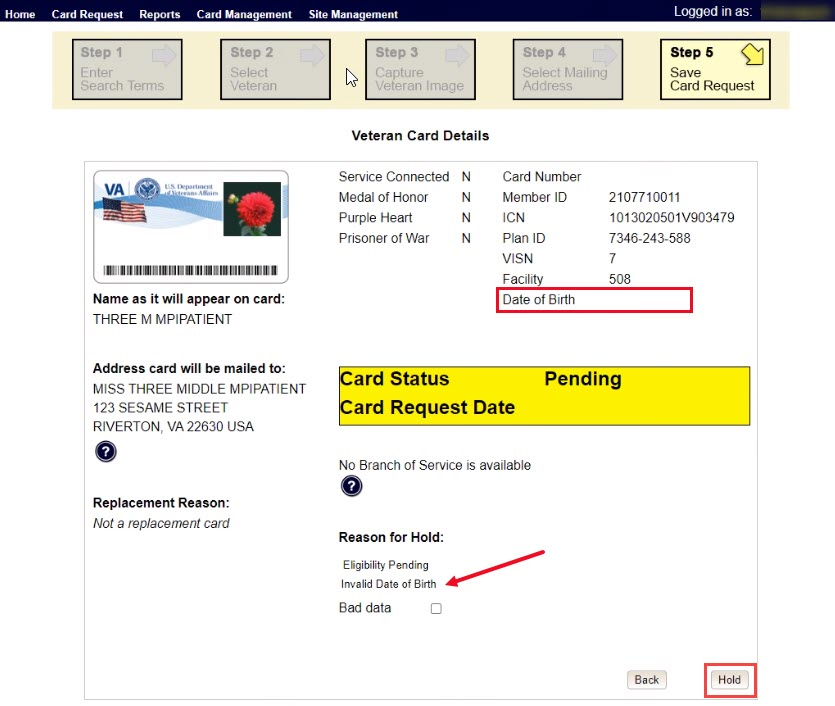 Home Card Request Reports Card Management Site Management Logged in as:
Step 1
Enter
Search Terms
Step 2
Select
Veteran
Step 3
Capture
Veteran Image
Step 4
Select Mailing
Address
Step 5
Save
Card Request
Veteran Card Details
VA U.S. Department
of Veterans Affairs
Name as it will appear on card:
THREE M MPIPATIENT
Address card will be mailed to:
MISS THREE MIDDLE MPIPATIENT
123 SESAME STREET
RIVERTON, VA 22630 USA
?
Replacement Reason:
Not a replacement card
Service Connected N
Medal of Honor N
Purple Heart N
Prisoner of War N
Card Number
Member ID 2107710011
ICN 1013020501V903479
Plan ID 7346-243-588
VISN 7
Facility 508
Date of Birth
Card Status Pending
Card Request Date
No Branch of Service is available
?
Reason for Hold:
Eligibility Pending
Invalid Date of Birth
Bad data
Back Hold